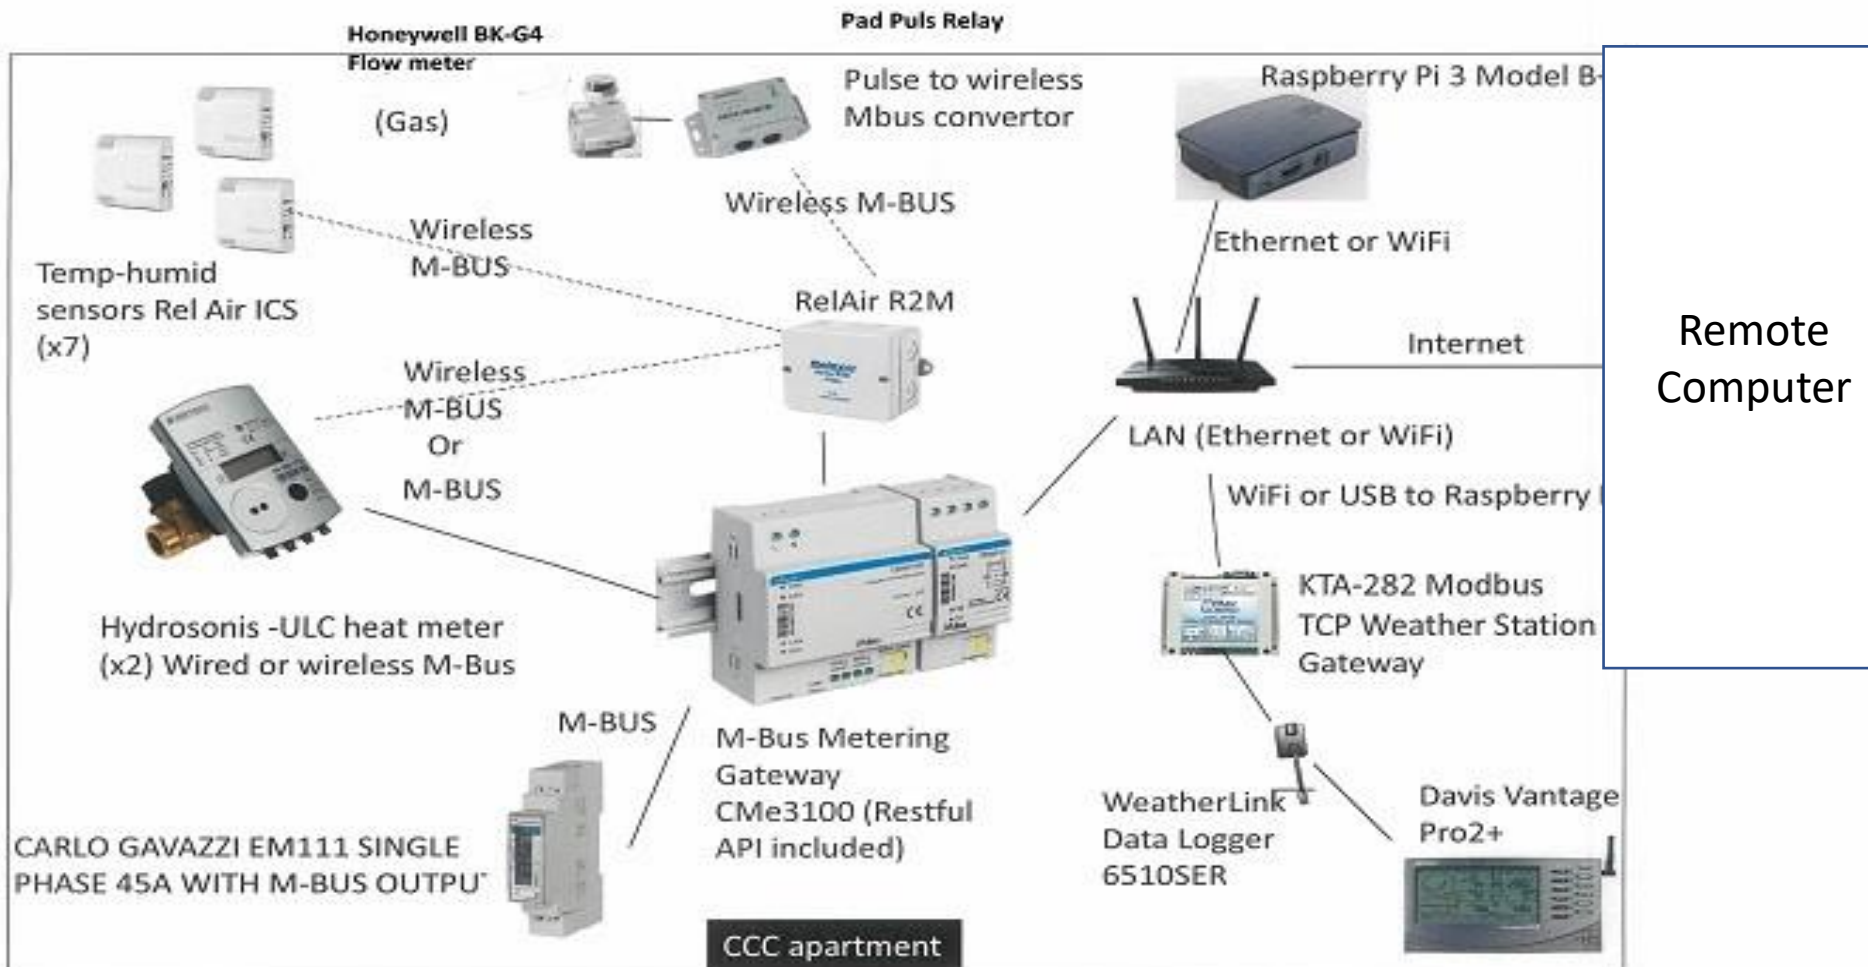 Honeywell BK-G4
Flow meter
(Gas)
Pad Puls Relay
Pulse to wireless
Mbus convertor
Raspberry Pi 3 Model B-
Wireless
M-BUS
Wireless M-BUS
Ethernet or WiFi
Temp-humid
sensors Rel Air ICS
(x7)
RelAir R2M
Internet
Remote
Computer
Wireless
M-BUS
Or
M-BUS
LAN (Ethernet or WiFi)
WiFi or USB to Raspberry
KTA-282 Modbus
TCP Weather Station
Gateway
Hydrosonis -ULC heat meter
(x2) Wired or wireless M-Bus
M-BUS
M-Bus Metering
Gateway
CMe3100 (Restful
API included)
WeatherLink
Data Logger
6510SER
Davis Vantage
Pro2+
CARLO GAVAZZI EM111 SINGLE
PHASE 45A WITH M-BUS OUTPU
CCC apartment